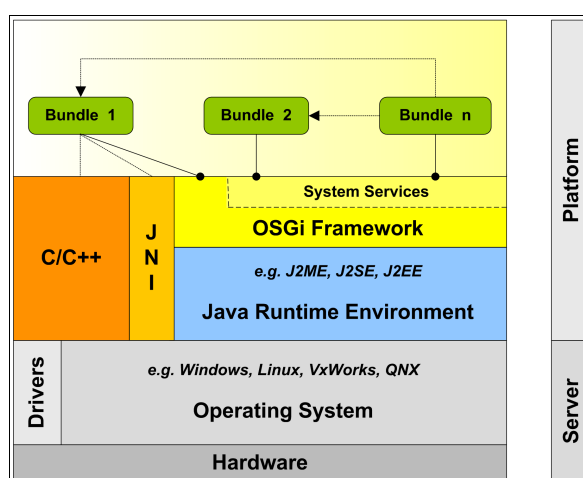 Bundle 1
Bundle 2
Bundle n
System Services
OSGi Framework
C/C++
JNI
e.g. J2ME, J2SE, J2EE
Java Runtime Environment
Drivers
e.g. Windows, Linux, VxWorks, QNX
Operating System
Hardware
Platform
Server